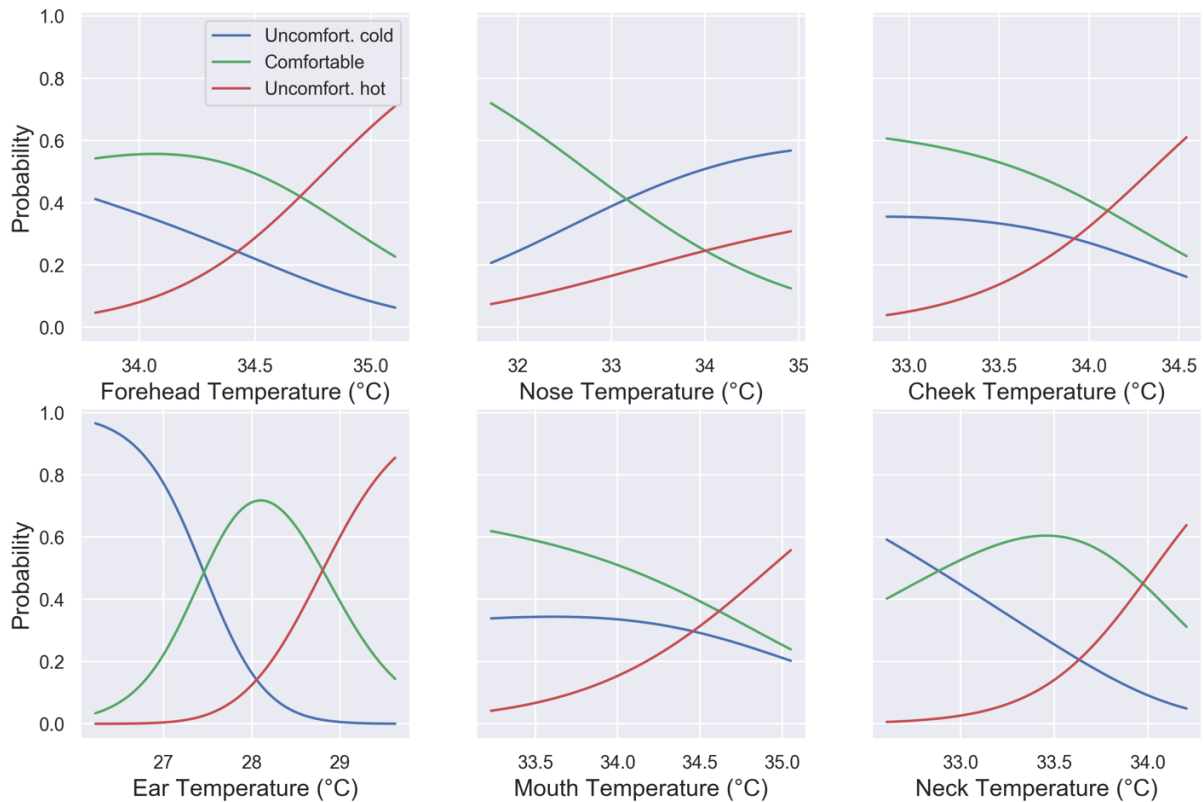 1.0
0.8
0.6
0.4
0.2
0.0
Probability
Uncomfort. cold
Comfortable
Uncomfort. hot
34.0 34.5 35.0
Forehead Temperature (°C)
32 33 34 35
Nose Temperature (°C)
33.0 33.5 34.0 34.5
Cheek Temperature (°C)
1.0
0.8
0.6
0.4
0.2
0.0
Probability
27 28 29
Ear Temperature (°C)
33.5 34.0 34.5 35.0
Mouth Temperature (°C)
33.0 33.5 34.0
Neck Temperature (°C)